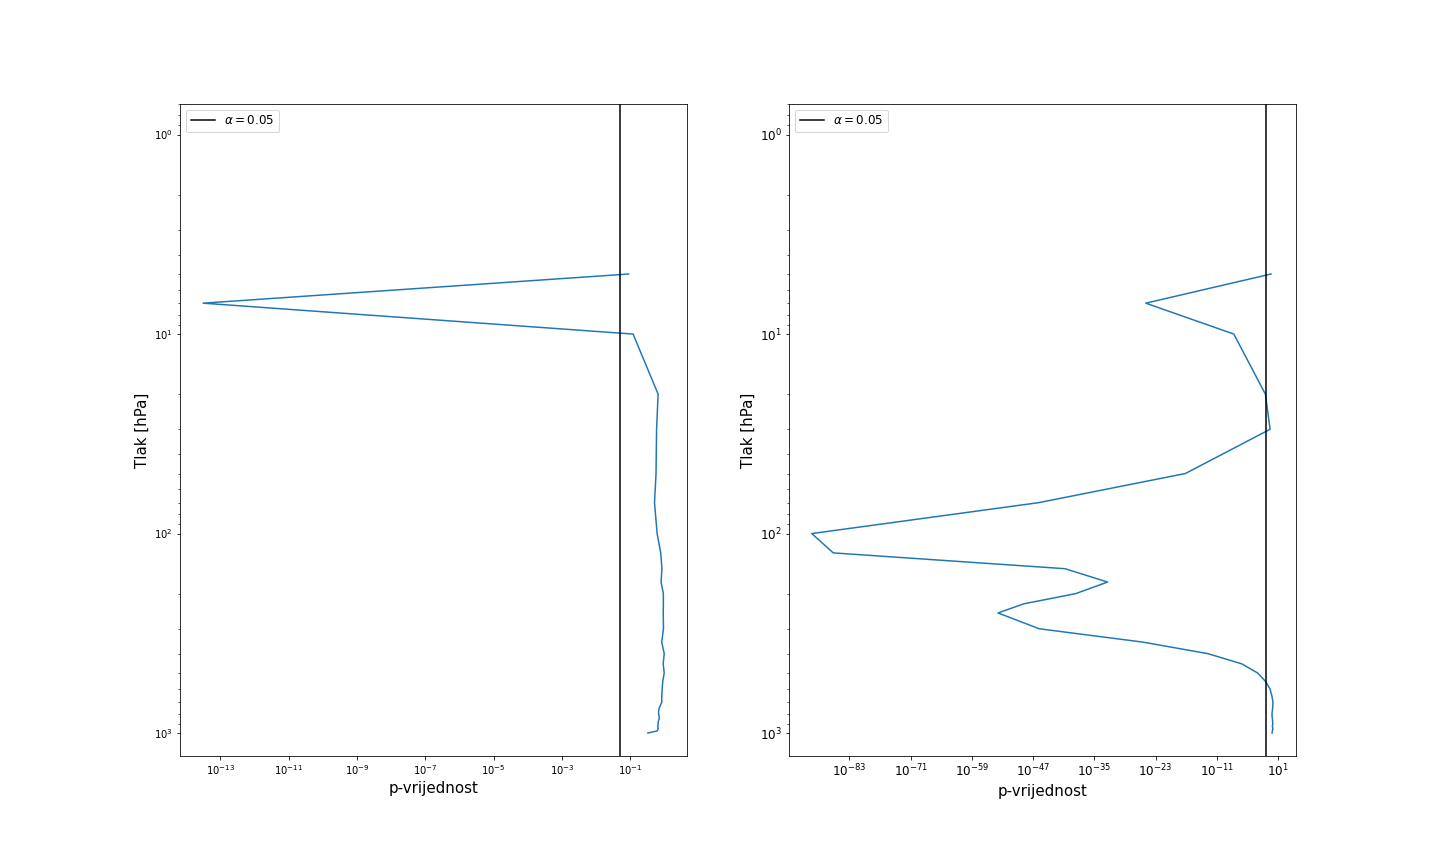 α = 0.05
10⁰
10¹
10²
10³
Tlak [hPa]
10⁻¹³ 10⁻¹¹ 10⁻⁹ 10⁻⁷ 10⁻⁵ 10⁻³ 10⁻¹
p-vrijednost
α = 0.05
10⁰
10¹
10²
10³
Tlak [hPa]
10⁻⁸³ 10⁻⁷¹ 10⁻⁵⁹ 10⁻⁴⁷ 10⁻³⁵ 10⁻²³ 10⁻¹¹ 10¹
p-vrijednost